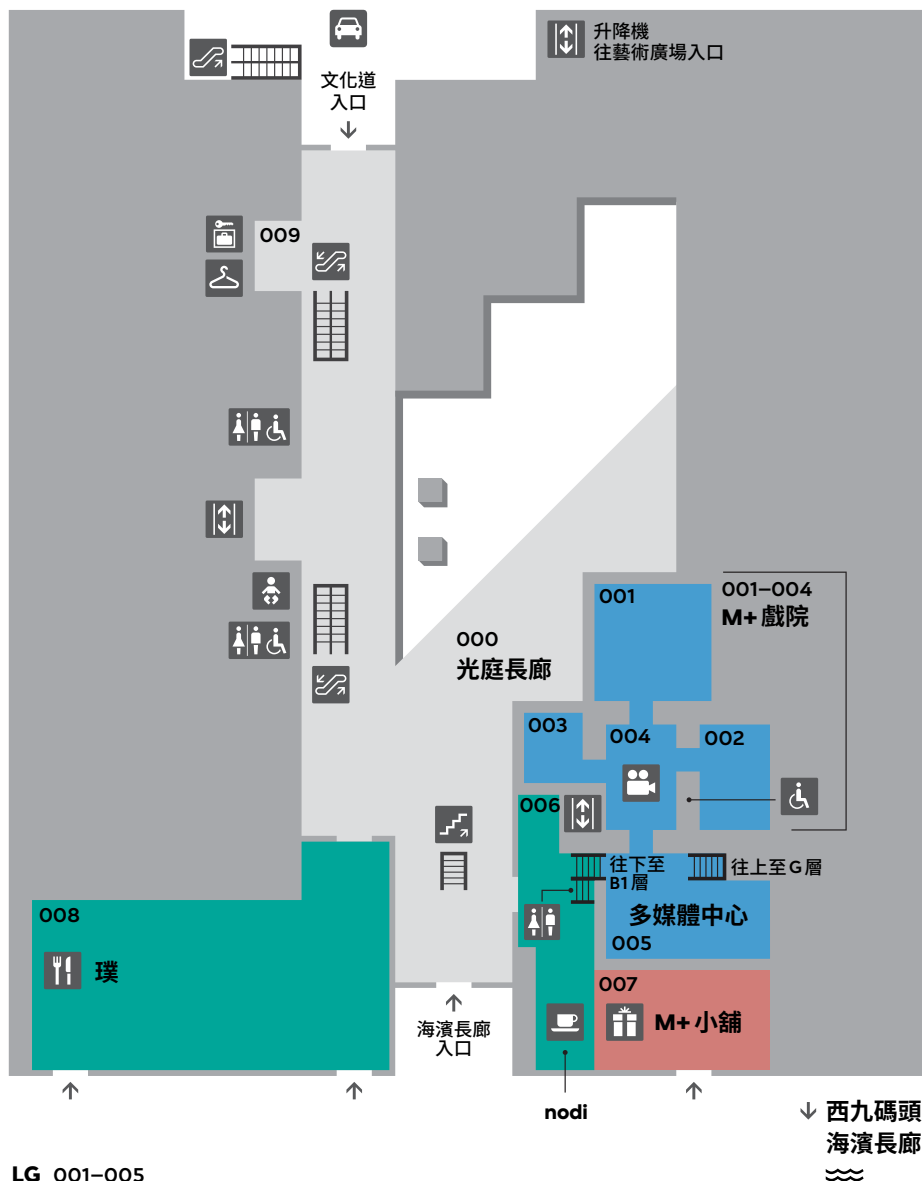 升降機
往藝術廣場入口
文化道
入口
009
001
001–004
M+ 戲院
000
光庭長廊
003
004
002
006
往下至
B1層
往上至G層
多媒體中心
005
008
璞
007
M+ 小舖
海濱長廊
入口
nodi
西九碼頭
海濱長廊
LG 001–005